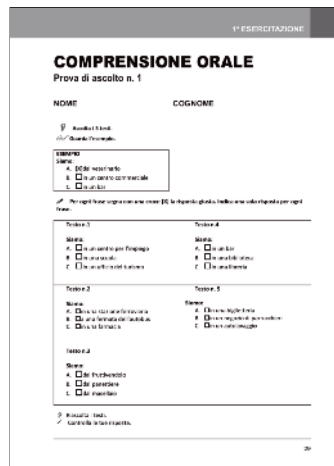 1ª ESERCITAZIONE
COMPRENSIONE ORALE
Prova di ascolto n. 1
NOME COGNOME
Ascolta i 5 testi.
Guarda l'esempio.
ESEMPIO
Siamo:
A. dal veterinario
B. in un centro commerciale
C. in un bar
Per ogni frase segna con una croce (X) la risposta giusta. Indica una sola risposta per ogni
frase.
Testo n.1
Siamo:
A. in un centro per l'impiego
B. in una scuola
C. in un ufficio del turismo
Testo n.4
Siamo:
A. in un bar
B. in una biblioteca
C. in una libreria
Testo n.2
Siamo:
A. in una stazione ferroviaria
B. a una fermata dell'autobus
C. in una farmacia
Testo n. 5
Siamo:
A. in una biglietteria
B. in un negozio di parrucchieri
C. in un autolavaggio
Testo n.3
Siamo:
A. dal fruttivendolo
B. dal panettiere
C. dal macellaio
Riascolta i testi.
Controlla le tue risposte.